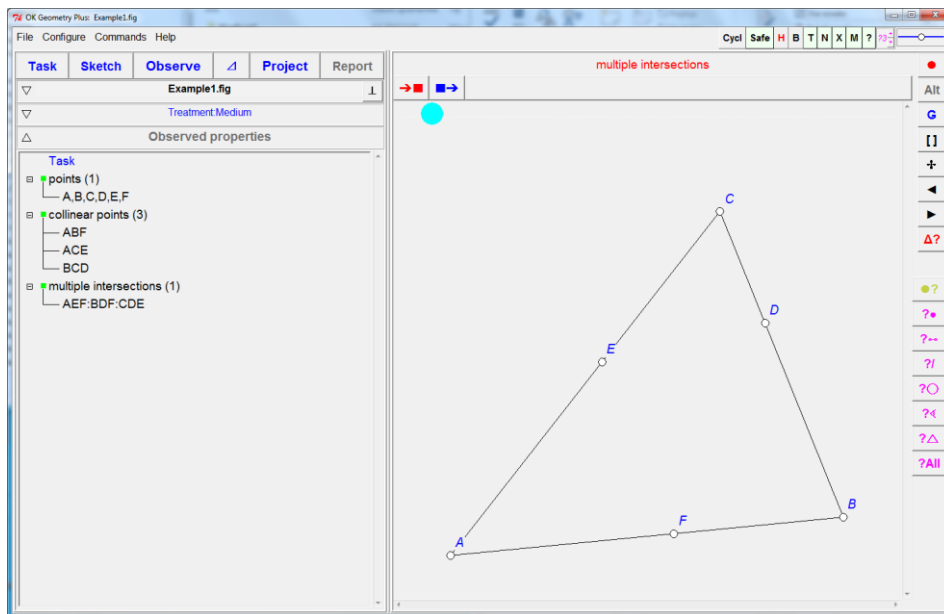 OK Geometry Plus: Example1.fig
File Configure Commands Help
Cycl Safe H B T N X M ? ??
Task Sketch Observe ⊿ Project Report
multiple intersections
▽ Example1.fig ⊥
▽ Treatment:Medium
△ Observed properties
Task
points (1)
A,B,C,D,E,F
collinear points (3)
ABF
ACE
BCD
multiple intersections (1)
AEF:BDF:CDE
C
D
E
B
F
A
Alt
G
[ ]
Δ?
?
?
?
?/
?○
?∢
?△
?All